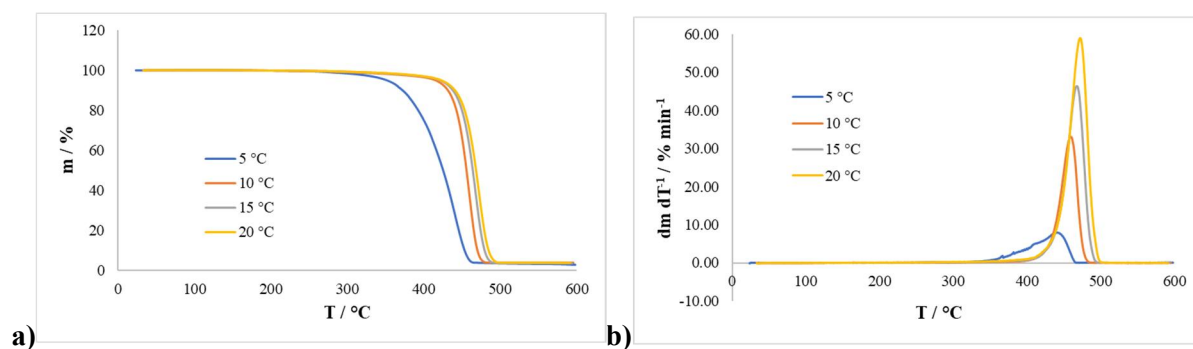 a)
m / %
120
100
80
60
40
20
0
5 °C
10 °C
15 °C
20 °C
0 100 200 300 400 500 600
T / °C
b)
dm dT⁻¹ / % min⁻¹
60.00
50.00
40.00
30.00
20.00
10.00
0.00
-10.00
5 °C
10 °C
15 °C
20 °C
0 100 200 300 400 500 600
T / °C